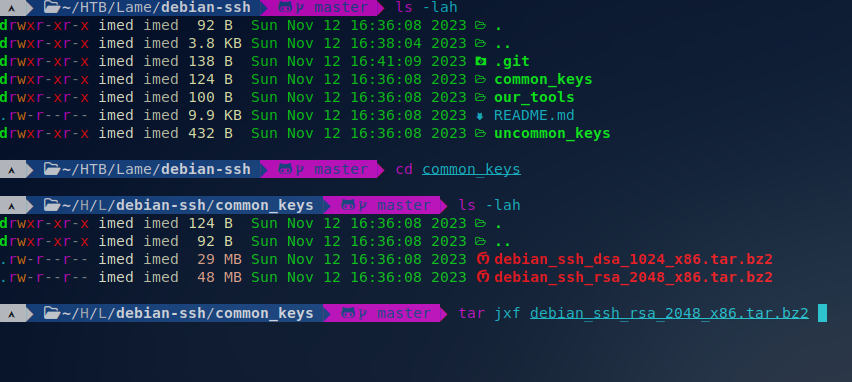 ~/HTB/Lame/debian-ssh master ls -lah
drwxr-xr-x imed imed 92 B Sun Nov 12 16:36:08 2023 .
drwxr-xr-x imed imed 3.8 KB Sun Nov 12 16:38:04 2023 ..
drwxr-xr-x imed imed 138 B Sun Nov 12 16:41:09 2023 .git
drwxr-xr-x imed imed 124 B Sun Nov 12 16:36:08 2023 common_keys
drwxr-xr-x imed imed 100 B Sun Nov 12 16:36:08 2023 our_tools
.rw-r--r-- imed imed 9.9 KB Sun Nov 12 16:36:08 2023 README.md
drwxr-xr-x imed imed 432 B Sun Nov 12 16:36:08 2023 uncommon_keys
~/HTB/Lame/debian-ssh master cd common_keys
~/H/L/debian-ssh/common_keys master ls -lah
drwxr-xr-x imed imed 124 B Sun Nov 12 16:36:08 2023 .
drwxr-xr-x imed imed 92 B Sun Nov 12 16:36:08 2023 ..
.rw-r--r-- imed imed 29 MB Sun Nov 12 16:36:08 2023 debian_ssh_dsa_1024_x86.tar.bz2
.rw-r--r-- imed imed 48 MB Sun Nov 12 16:36:08 2023 debian_ssh_rsa_2048_x86.tar.bz2
~/H/L/debian-ssh/common_keys master tar jxf debian_ssh_rsa_2048_x86.tar.bz2